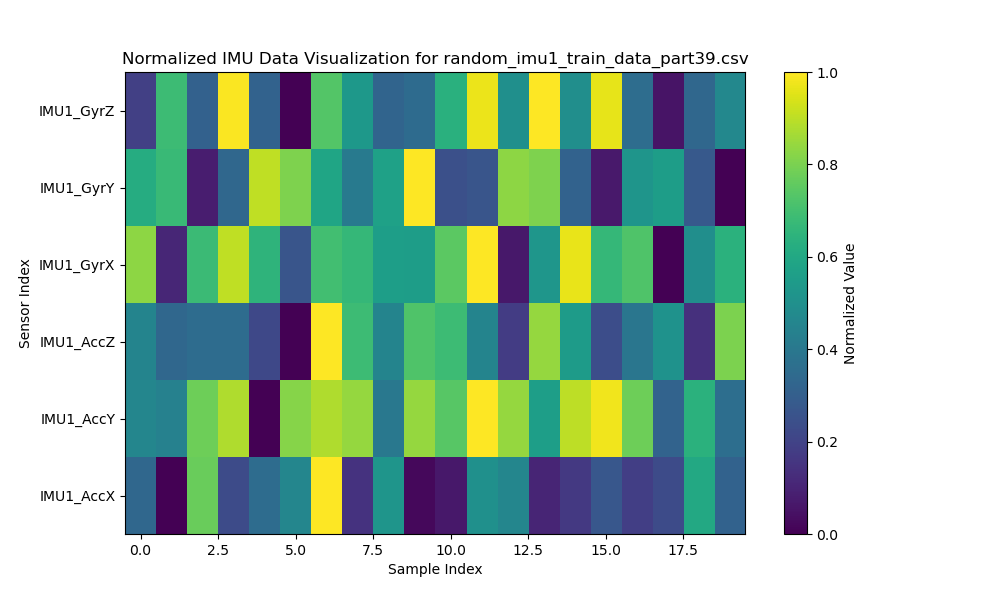 Normalized IMU Data Visualization for random_imu1_train_data_part39.csv
IMU1_GyrZ
IMU1_GyrY
IMU1_GyrX
IMU1_AccZ
IMU1_AccY
IMU1_AccX
Sensor Index
0.0 2.5 5.0 7.5 10.0 12.5 15.0 17.5
Sample Index
1.0
0.8
0.6
0.4
0.2
0.0
Normalized Value